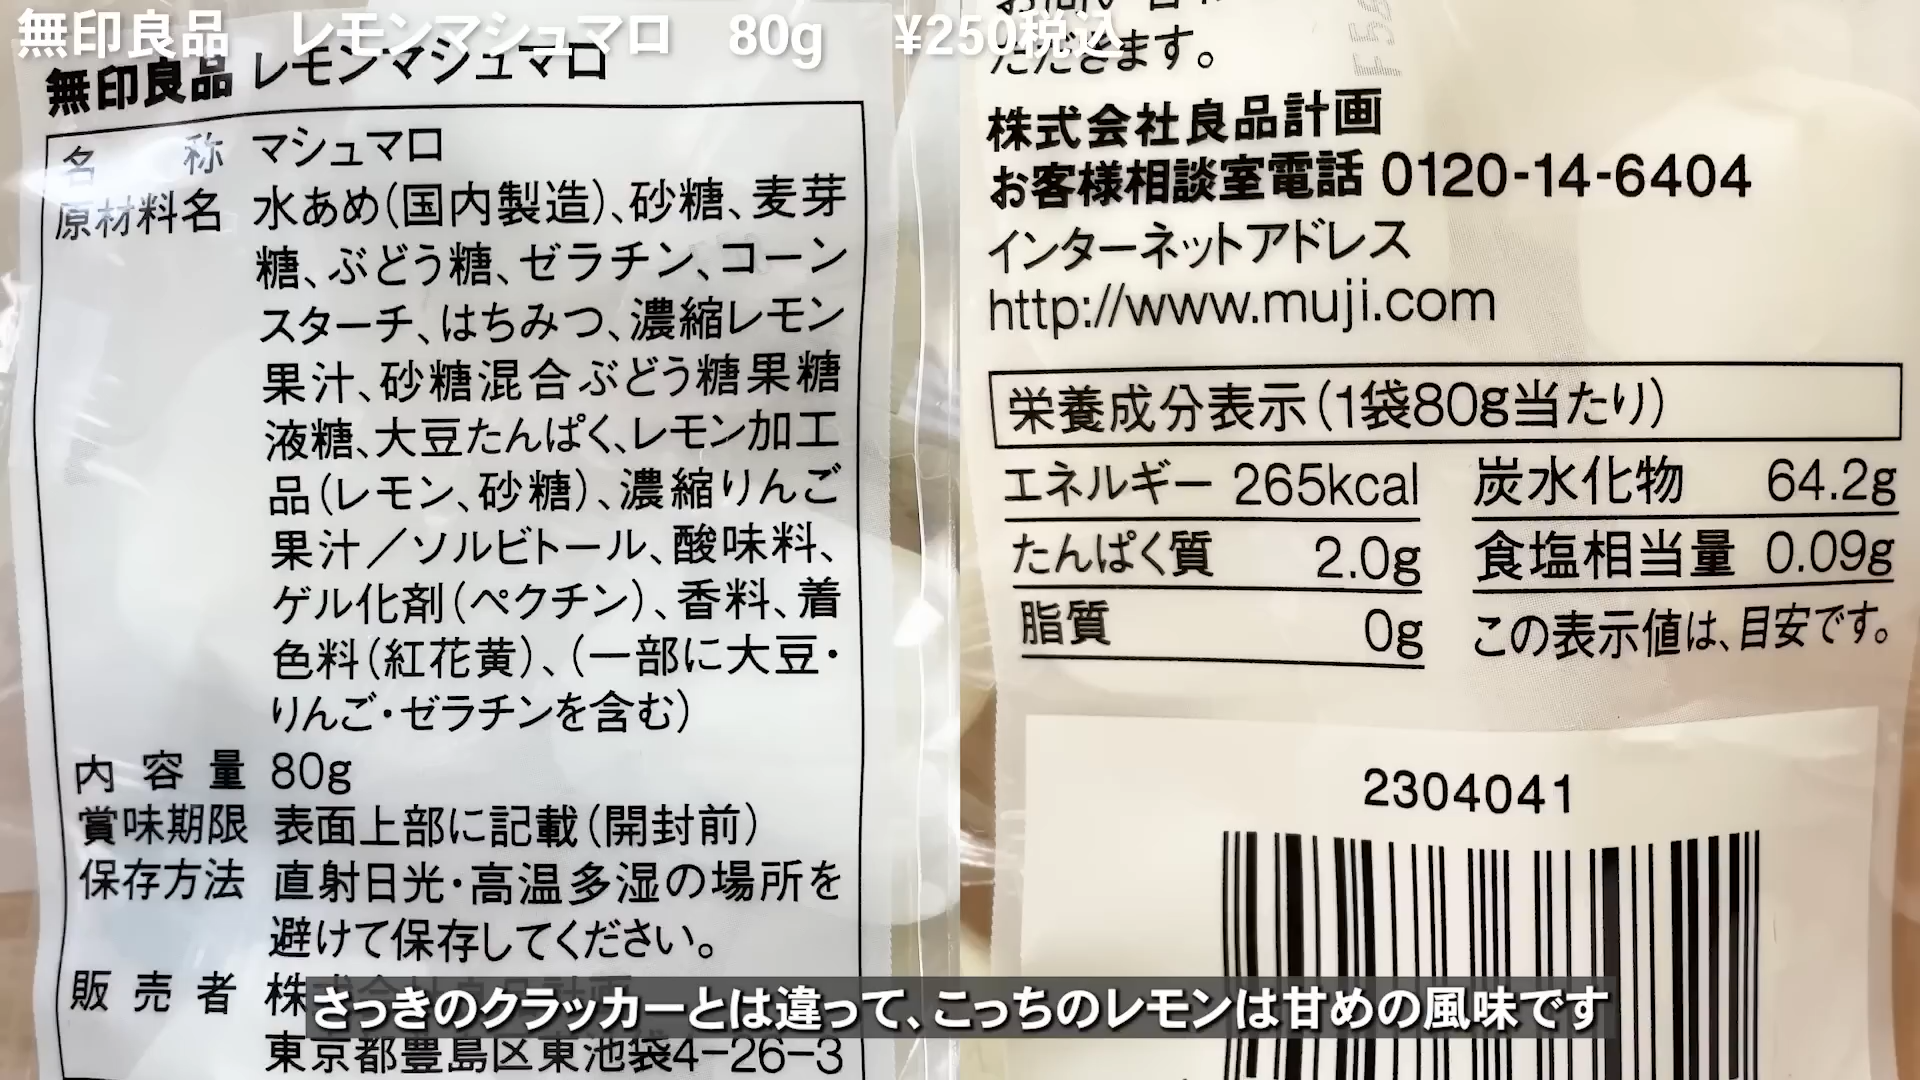 無印良品　レモンマシュマロ　80g　¥250税込
無印良品 レモンマシュマロ
名 称 マシュマロ
原材料名 水あめ(国内製造)、砂糖、麦芽
糖、ぶどう糖、ゼラチン、コーン
スターチ、はちみつ、濃縮レモン
果汁、砂糖混合ぶどう糖果糖
液糖、大豆たんぱく、レモン加工
品(レモン、砂糖)、濃縮りんご
果汁／ソルビトール、酸味料、
ゲル化剤(ペクチン)、香料、着
色料(紅花黄)、(一部に大豆・
りんご・ゼラチンを含む)
内容量 80g
賞味期限 表面上部に記載(開封前)
保存方法 直射日光・高温多湿の場所を
避けて保存してください。
販売者 株式会社良品計画
東京都豊島区東池袋4-26-3
ただきます。
株式会社良品計画
お客様相談室電話 0120-14-6404
インターネットアドレス
http://www.muji.com
栄養成分表示(1袋80g当たり)
エネルギー 265kcal 炭水化物 64.2g
たんぱく質 2.0g 食塩相当量 0.09g
脂質 0g この表示値は、目安です。
2304041
さっきのクラッカーとは違って、こっちのレモンは甘めの風味です